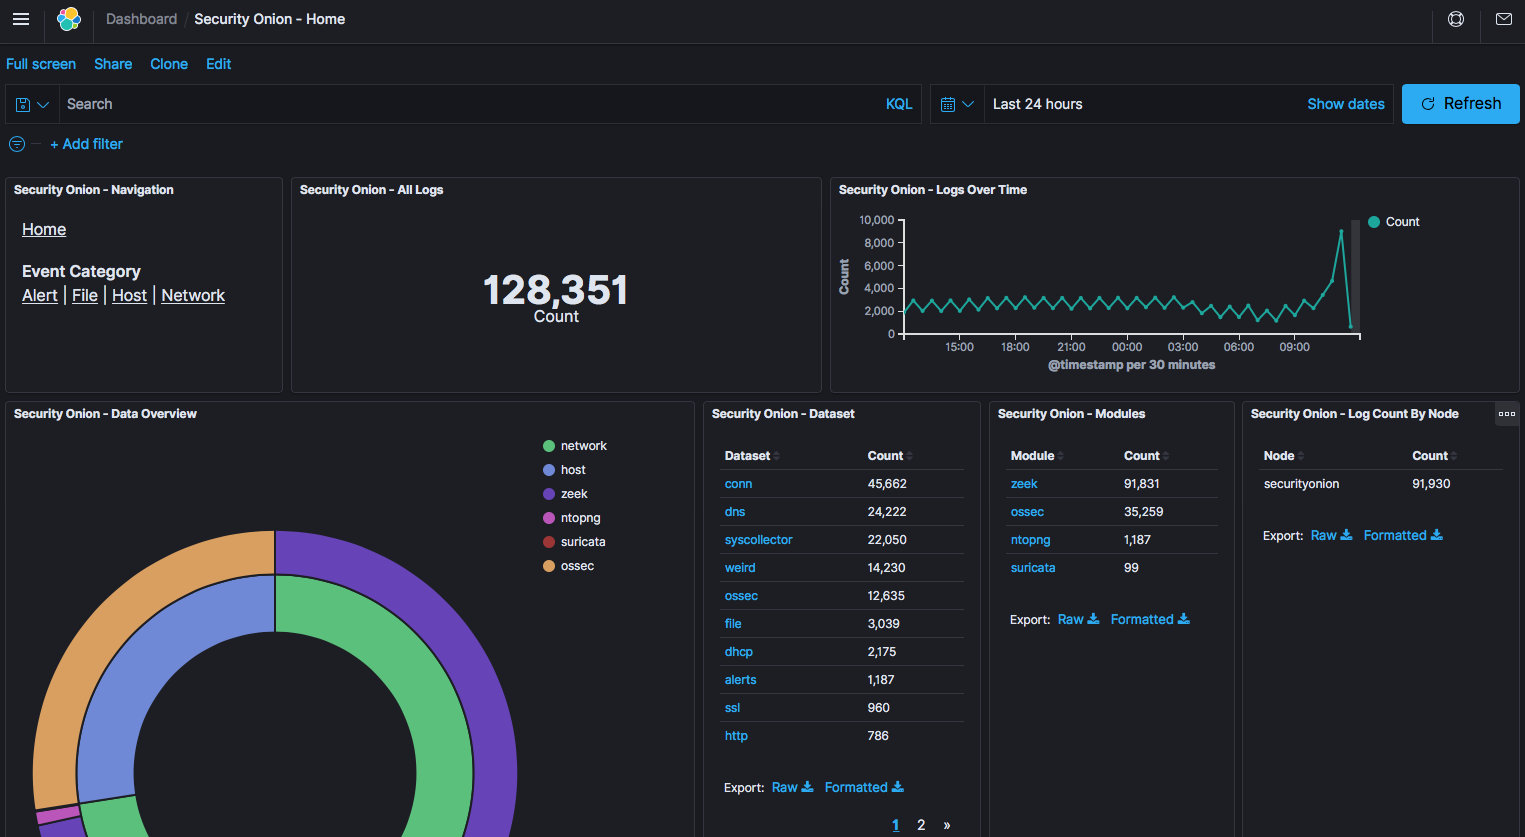 Dashboard / Security Onion - Home
Full screen Share Clone Edit
Search KQL Last 24 hours Show dates Refresh
+ Add filter
Security Onion - Navigation
Home
Event Category
Alert | File | Host | Network
Security Onion - All Logs
128,351
Count
Security Onion - Logs Over Time
10,000
8,000
6,000
4,000
2,000
0
Count
15:00 18:00 21:00 00:00 03:00 06:00 09:00
@timestamp per 30 minutes
Count
Security Onion - Data Overview
network
host
zeek
ntopng
suricata
ossec
Security Onion - Dataset
Dataset Count
conn 45,662
dns 24,222
syscollector 22,050
weird 14,230
ossec 12,635
file 3,039
dhcp 2,175
alerts 1,187
ssl 960
http 786
Export: Raw Formatted
1 2 »
Security Onion - Modules
Module Count
zeek 91,831
ossec 35,259
ntopng 1,187
suricata 99
Export: Raw Formatted
Security Onion - Log Count By Node
Node Count
securityonion 91,930
Export: Raw Formatted